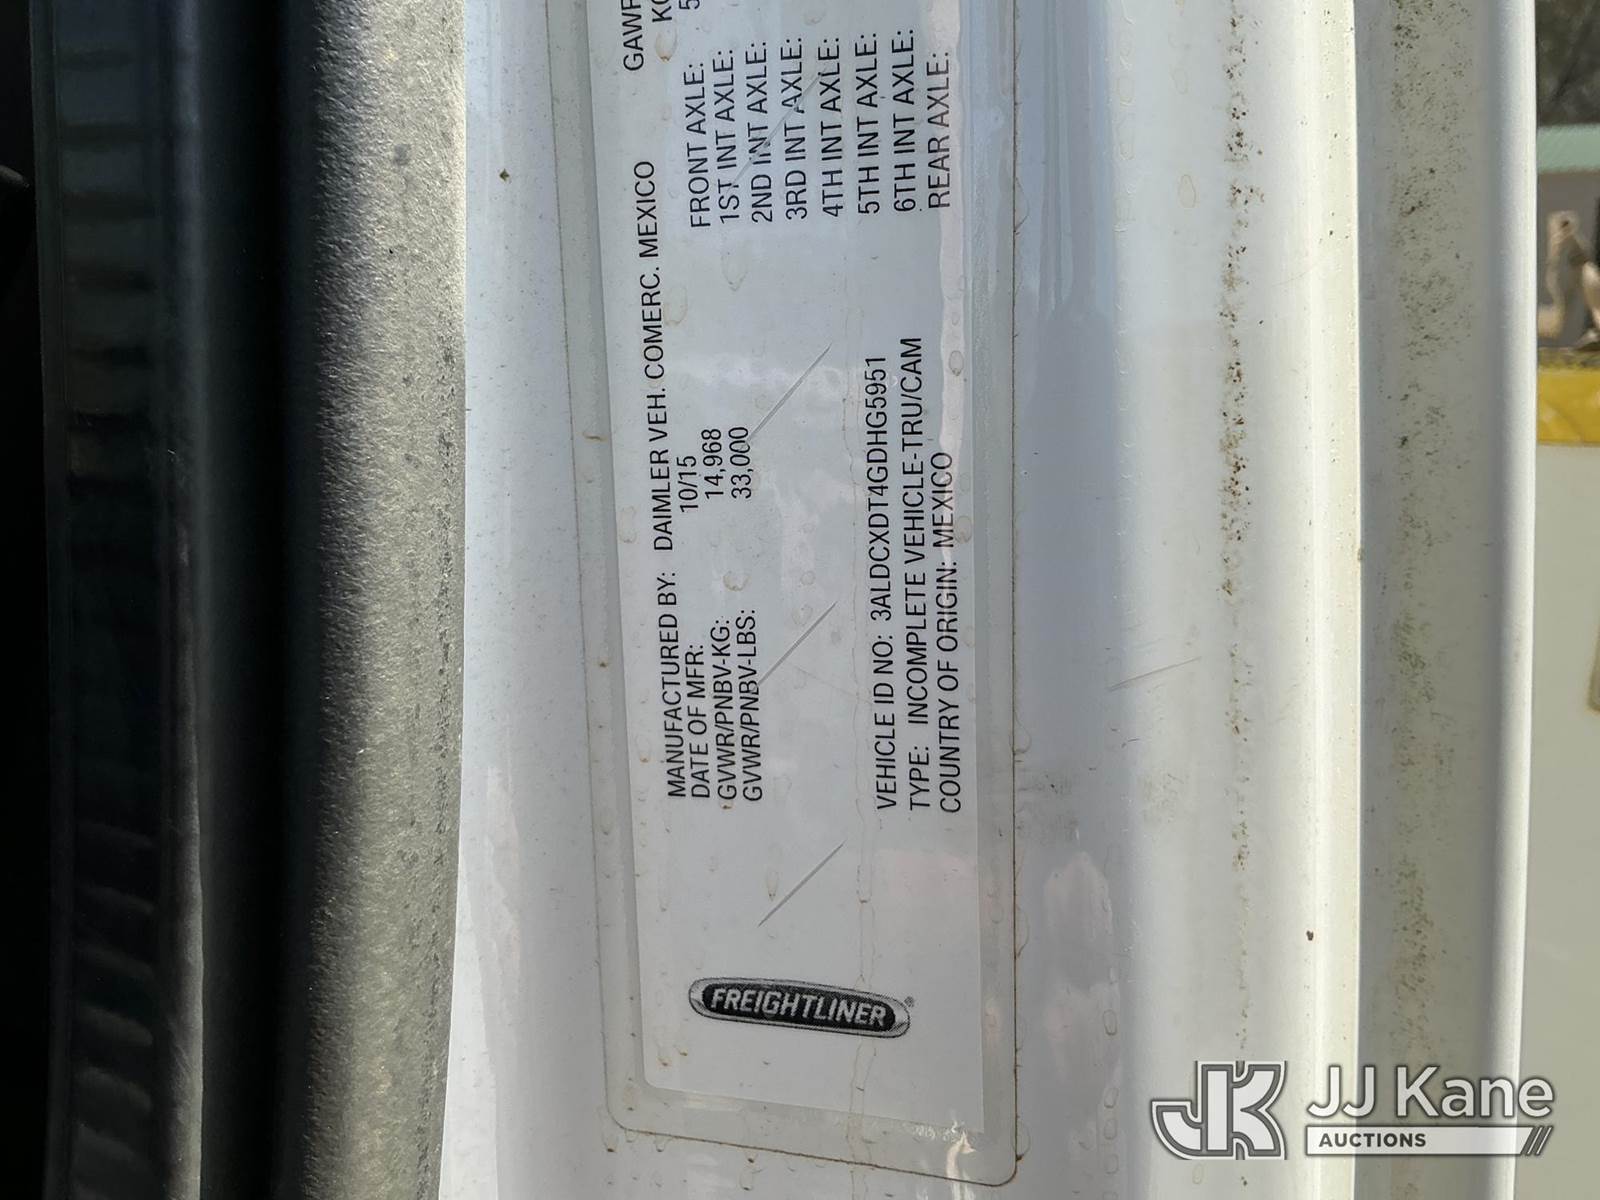 FREIGHTLINER
MANUFACTURED BY: DAIMLER VEH. COMERC. MEXICO
DATE OF MFR: 10/15
GVWR/PNBV-KG: 14,968
GVWR/PNBV-LBS: 33,000
VEHICLE ID NO: 3ALDCXDT4GDHG5951
TYPE: INCOMPLETE VEHICLE-TRU/CAM
COUNTRY OF ORIGIN: MEXICO
GAWR
FRONT AXLE:
1ST INT AXLE:
2ND INT AXLE:
3RD INT AXLE:
4TH INT AXLE:
5TH INT AXLE:
6TH INT AXLE:
REAR AXLE:
JJ Kane
AUCTIONS